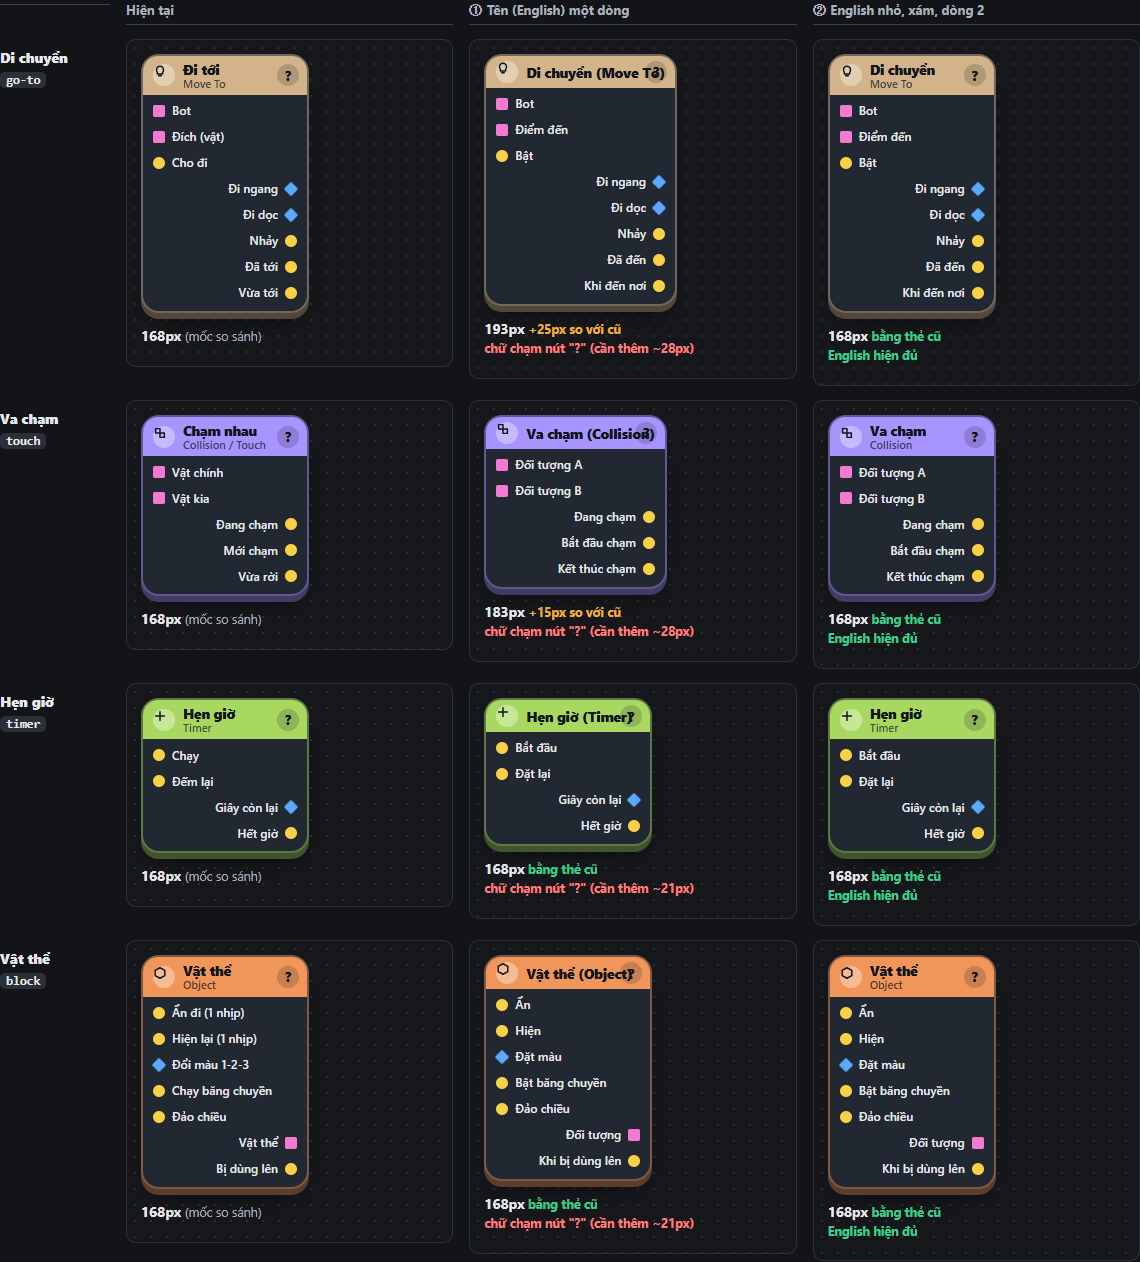 Hiện tại
① Tên (English) một dòng
② English nhỏ, xám, dòng 2
Di chuyển
go-to
Đi tới
Move To
?
Bot
Đích (vật)
Cho đi
Đi ngang
Đi dọc
Nhảy
Đã tới
Vừa tới
168px (mốc so sánh)
Di chuyển (Move To)
?
Bot
Điểm đến
Bật
Đi ngang
Đi dọc
Nhảy
Đã đến
Khi đến nơi
193px +25px so với cũ
chữ chạm nút "?" (cần thêm ~28px)
Di chuyển
Move To
?
Bot
Điểm đến
Bật
Đi ngang
Đi dọc
Nhảy
Đã đến
Khi đến nơi
168px bằng thẻ cũ
English hiện đủ
Va chạm
touch
Chạm nhau
Collision / Touch
?
Vật chính
Vật kia
Đang chạm
Mới chạm
Vừa rời
168px (mốc so sánh)
Va chạm (Collision)
?
Đối tượng A
Đối tượng B
Đang chạm
Bắt đầu chạm
Kết thúc chạm
183px +15px so với cũ
chữ chạm nút "?" (cần thêm ~28px)
Va chạm
Collision
?
Đối tượng A
Đối tượng B
Đang chạm
Bắt đầu chạm
Kết thúc chạm
168px bằng thẻ cũ
English hiện đủ
Hẹn giờ
timer
Hẹn giờ
Timer
?
Chạy
Đếm lại
Giây còn lại
Hết giờ
168px (mốc so sánh)
Hẹn giờ (Timer)
?
Bắt đầu
Đặt lại
Giây còn lại
Hết giờ
168px bằng thẻ cũ
chữ chạm nút "?" (cần thêm ~21px)
Hẹn giờ
Timer
?
Bắt đầu
Đặt lại
Giây còn lại
Hết giờ
168px bằng thẻ cũ
English hiện đủ
Vật thể
block
Vật thể
Object
?
Ẩn đi (1 nhịp)
Hiện lại (1 nhịp)
Đổi màu 1-2-3
Chạy băng chuyền
Đảo chiều
Vật thể
Bị dùng lên
168px (mốc so sánh)
Vật thể (Object)
?
Ẩn
Hiện
Đặt màu
Bật băng chuyền
Đảo chiều
Đối tượng
Khi bị dùng lên
168px bằng thẻ cũ
chữ chạm nút "?" (cần thêm ~21px)
Vật thể
Object
?
Ẩn
Hiện
Đặt màu
Bật băng chuyền
Đảo chiều
Đối tượng
Khi bị dùng lên
168px bằng thẻ cũ
English hiện đủ